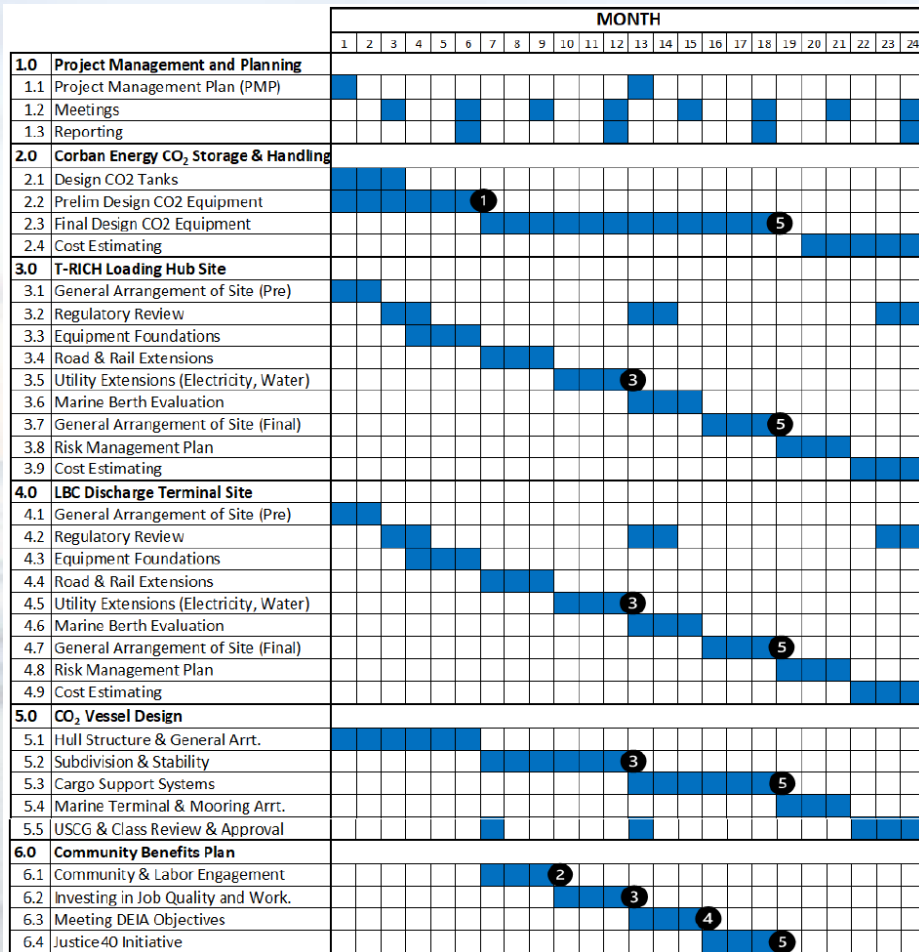 MONTH
1 2 3 4 5 6 7 8 9 10 11 12 13 14 15 16 17 18 19 20 21 22 23 24
1.0 Project Management and Planning
1.1 Project Management Plan (PMP)
1.2 Meetings
1.3 Reporting
2.0 Corban Energy CO₂ Storage & Handling
2.1 Design CO2 Tanks
2.2 Prelim Design CO2 Equipment 1
2.3 Final Design CO2 Equipment 5
2.4 Cost Estimating
3.0 T-RICH Loading Hub Site
3.1 General Arrangement of Site (Pre)
3.2 Regulatory Review
3.3 Equipment Foundations
3.4 Road & Rail Extensions
3.5 Utility Extensions (Electricity, Water) 3
3.6 Marine Berth Evaluation
3.7 General Arrangement of Site (Final) 5
3.8 Risk Management Plan
3.9 Cost Estimating
4.0 LBC Discharge Terminal Site
4.1 General Arrangement of Site (Pre)
4.2 Regulatory Review
4.3 Equipment Foundations
4.4 Road & Rail Extensions
4.5 Utility Extensions (Electricity, Water) 3
4.6 Marine Berth Evaluation
4.7 General Arrangement of Site (Final) 5
4.8 Risk Management Plan
4.9 Cost Estimating
5.0 CO₂ Vessel Design
5.1 Hull Structure & General Arrt.
5.2 Subdivision & Stability 3
5.3 Cargo Support Systems 5
5.4 Marine Terminal & Mooring Arrt.
5.5 USCG & Class Review & Approval
6.0 Community Benefits Plan
6.1 Community & Labor Engagement 2
6.2 Investing in Job Quality and Work. 3
6.3 Meeting DEIA Objectives 4
6.4 Justice40 Initiative 5